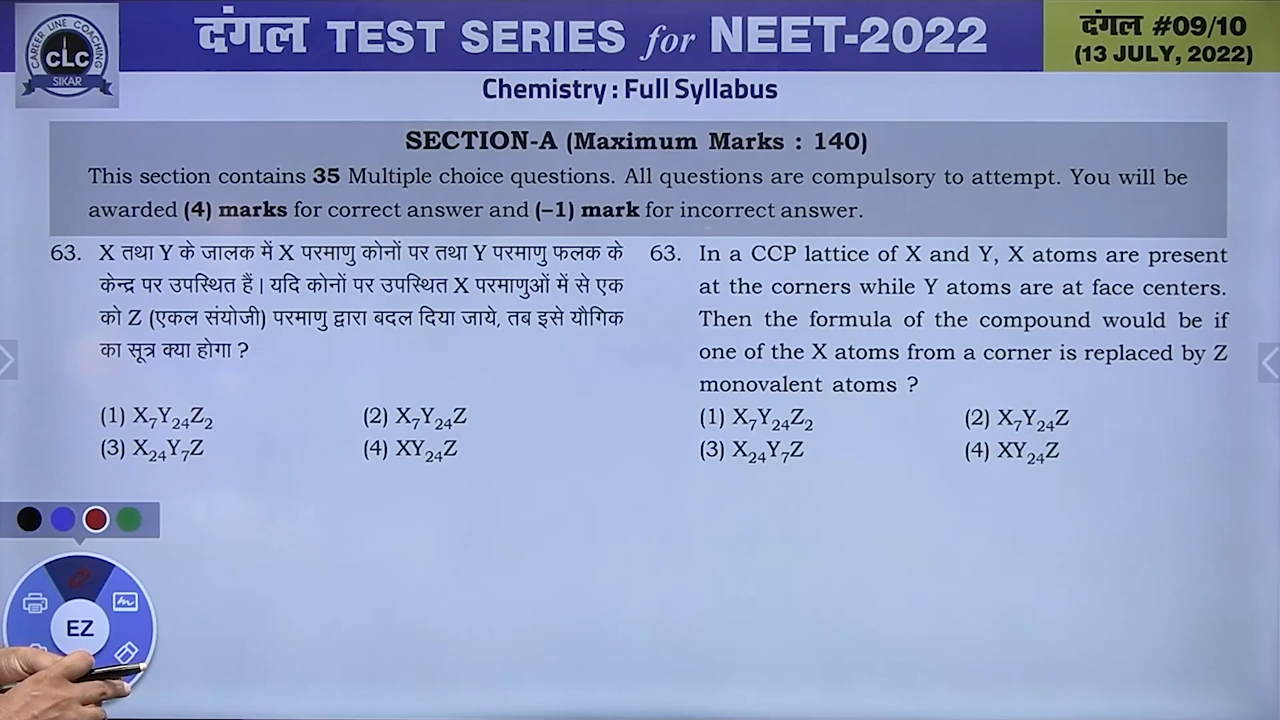 दंगल TEST SERIES for NEET-2022
दंगल #09/10
(13 JULY, 2022)
CAREER LINE COACHING
CLC
SIKAR
Chemistry : Full Syllabus
SECTION-A (Maximum Marks : 140)
This section contains 35 Multiple choice questions. All questions are compulsory to attempt. You will be
awarded (4) marks for correct answer and (–1) mark for incorrect answer.
63. X तथा Y के जालक में X परमाणु कोनों पर तथा Y परमाणु फलक के
केन्द्र पर उपस्थित हैं। यदि कोनों पर उपस्थित X परमाणुओं में से एक
को Z (एकल संयोजी) परमाणु द्वारा बदल दिया जाये, तब इसे यौगिक
का सूत्र क्या होगा ?
(1) X₇Y₂₄Z₂ (2) X₇Y₂₄Z
(3) X₂₄Y₇Z (4) XY₂₄Z
63. In a CCP lattice of X and Y, X atoms are present
at the corners while Y atoms are at face centers.
Then the formula of the compound would be if
one of the X atoms from a corner is replaced by Z
monovalent atoms ?
(1) X₇Y₂₄Z₂ (2) X₇Y₂₄Z
(3) X₂₄Y₇Z (4) XY₂₄Z
EZ